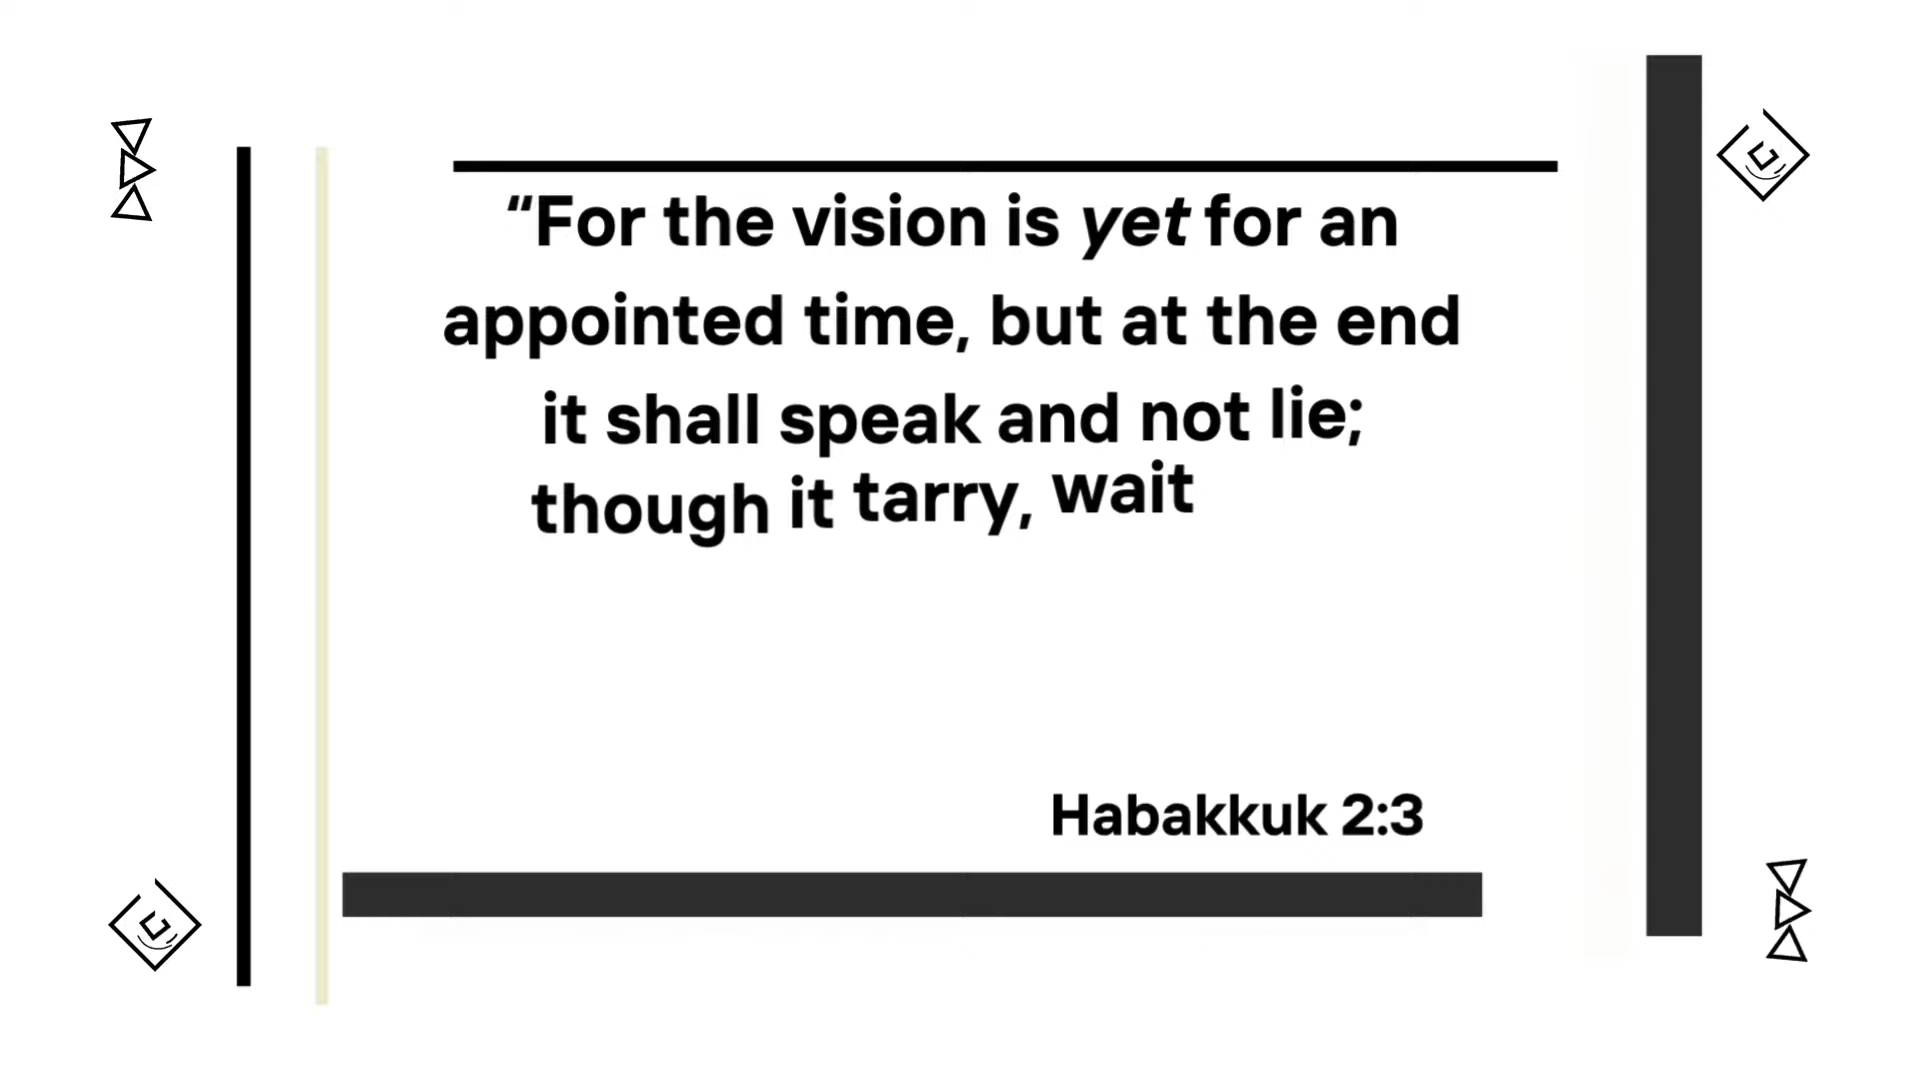 “For the vision is yet for an
appointed time, but at the end
it shall speak and not lie;
though it tarry, wait
Habakkuk 2:3